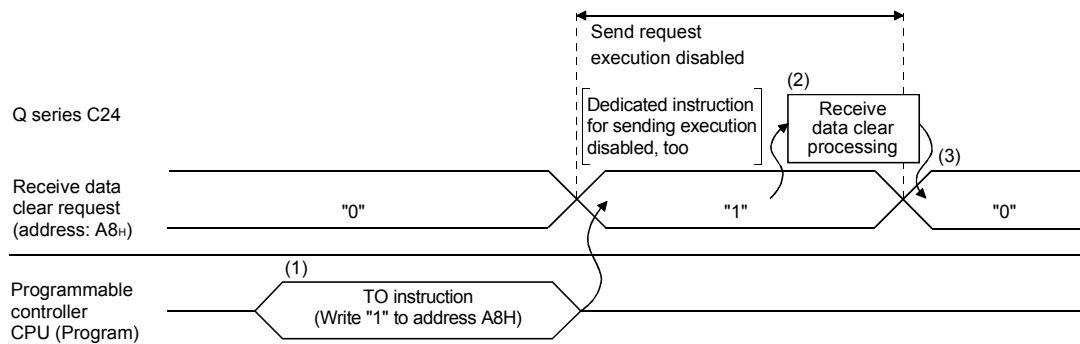 Send request
execution disabled
(2)
Q series C24
Dedicated instruction
for sending execution
disabled, too
Receive
data clear
processing
(3)
Receive data
clear request
(address: A8H)
"0"
"1"
"0"
(1)
Programmable
controller
CPU (Program)
TO instruction
(Write "1" to address A8H)